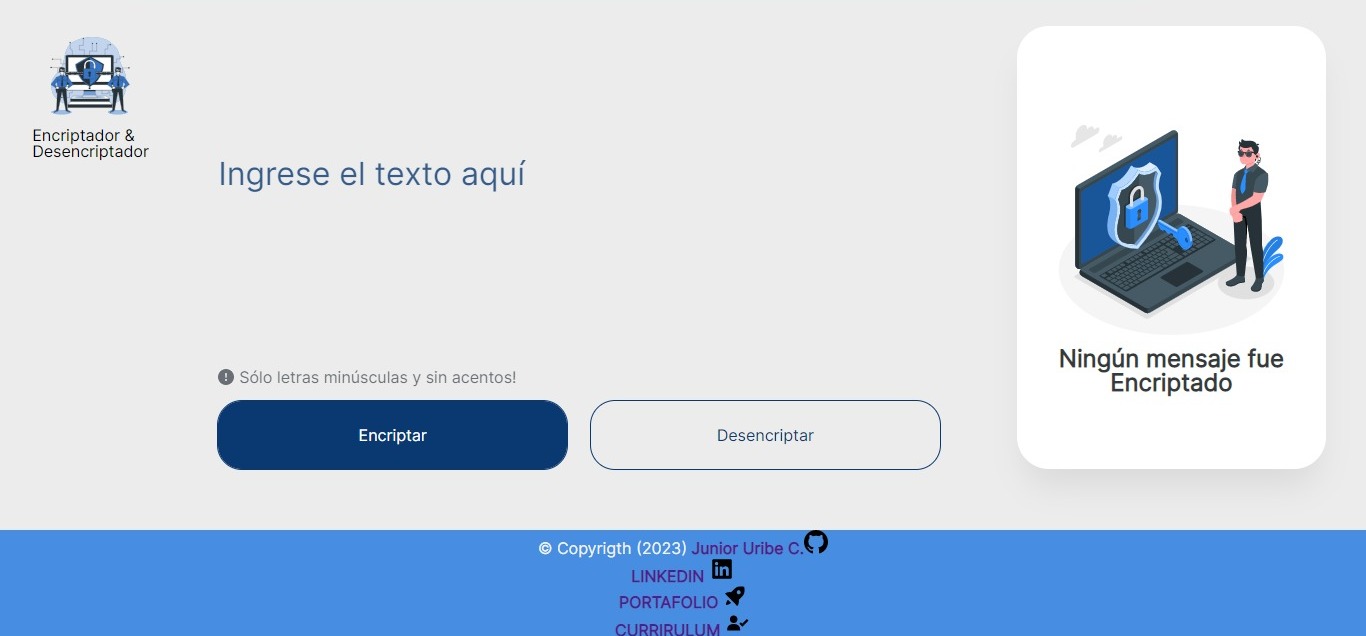 Encriptador &
Desencriptador
Ingrese el texto aquí
Sólo letras minúsculas y sin acentos!
Encriptar
Desencriptar
Ningún mensaje fue
Encriptado
© Copyrigth (2023) Junior Uribe C.
LINKEDIN
PORTAFOLIO
CURRIRULUM